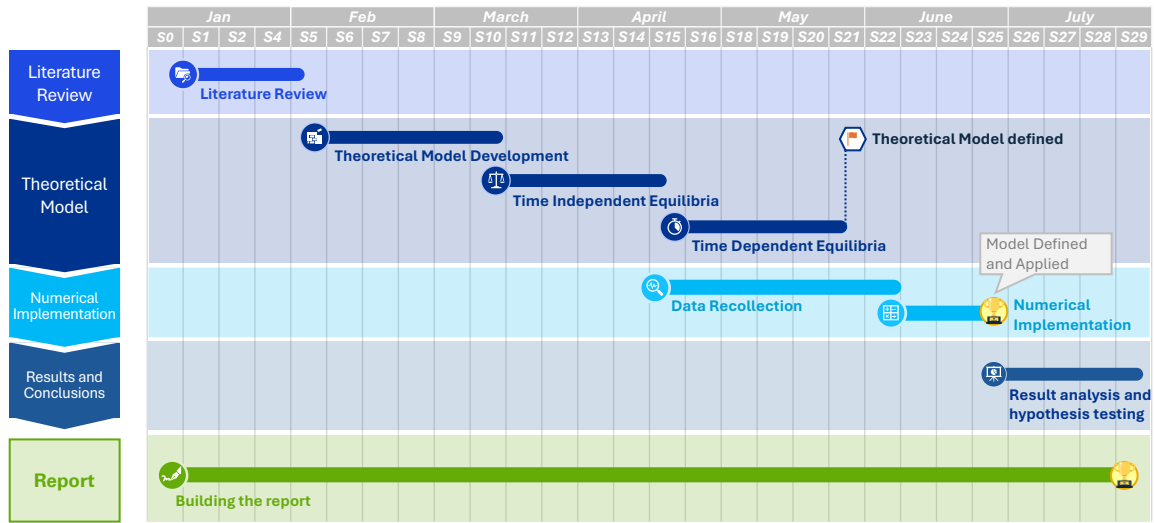 Jan Feb March April May June July
S0 S1 S2 S4 S5 S6 S7 S8 S9 S10 S11 S12 S13 S14 S15 S16 S18 S19 S20 S21 S22 S23 S24 S25 S26 S27 S28 S29
Literature
Review
Literature Review
Theoretical
Model
Theoretical Model Development
Theoretical Model defined
Time Independent Equilibria
Time Dependent Equilibria
Model Defined
and Applied
Numerical
Implementation
Data Recollection
Numerical
Implementation
Results and
Conclusions
Result analysis and
hypothesis testing
Report
Building the report